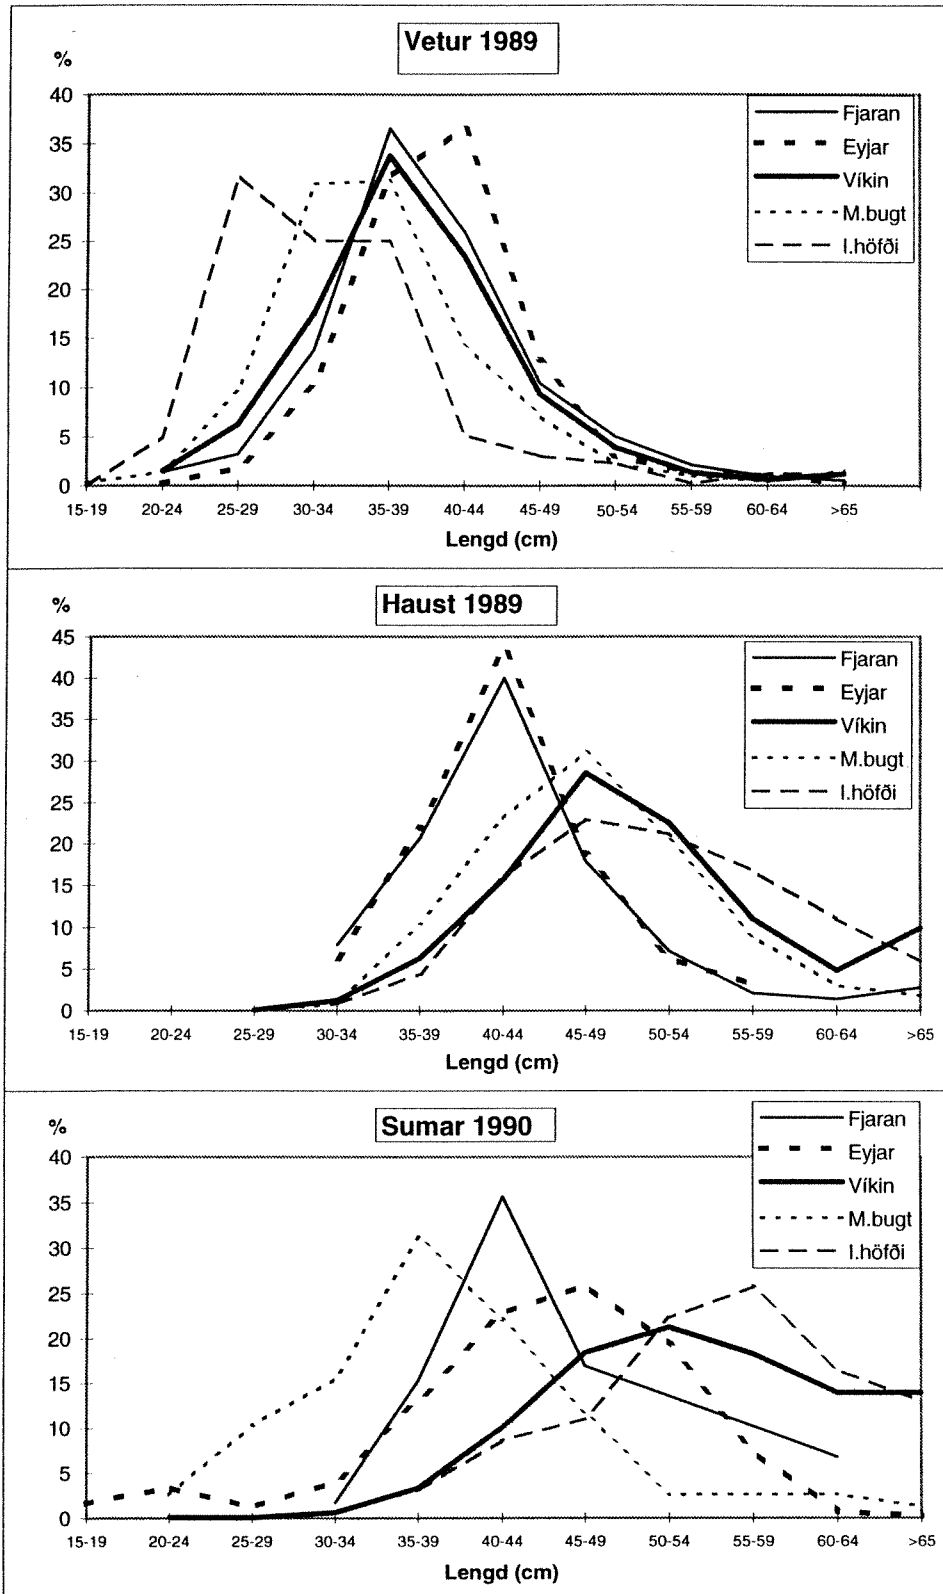 Vetur 1989
%
40
35
30
25
20
15
10
5
0
Fjaran
Eyjar
Víkin
M.bugt
I.höfði
15-19 20-24 25-29 30-34 35-39 40-44 45-49 50-54 55-59 60-64 >65
Lengd (cm)
Haust 1989
%
45
40
35
30
25
20
15
10
5
0
Fjaran
Eyjar
Víkin
M.bugt
I.höfði
15-19 20-24 25-29 30-34 35-39 40-44 45-49 50-54 55-59 60-64 >65
Lengd (cm)
Sumar 1990
%
40
35
30
25
20
15
10
5
0
Fjaran
Eyjar
Víkin
M.bugt
I.höfði
15-19 20-24 25-29 30-34 35-39 40-44 45-49 50-54 55-59 60-64 >65
Lengd (cm)